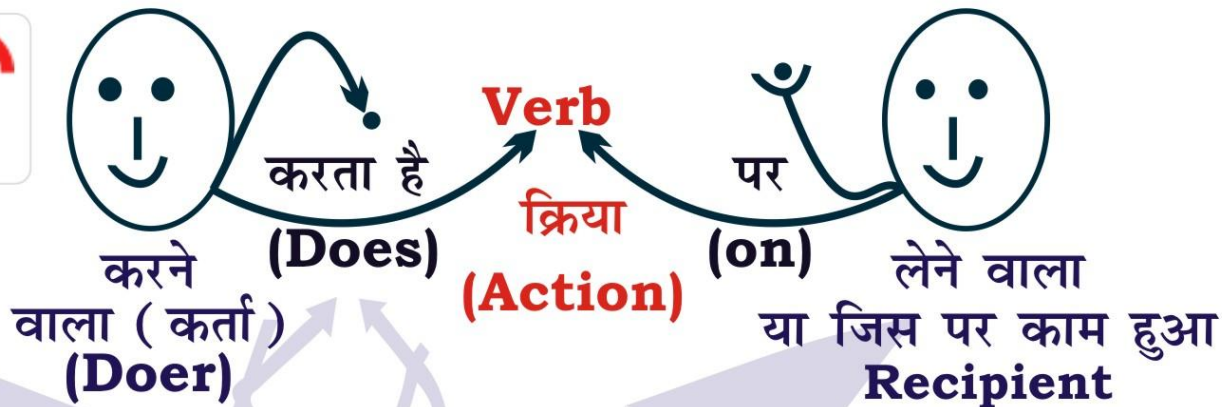 Verb
करता है
पर
क्रिया
(Does)
(on)
(Action)
करने
वाला ( कर्ता )
(Doer)
लेने वाला
या जिस पर काम हुआ
Recipient